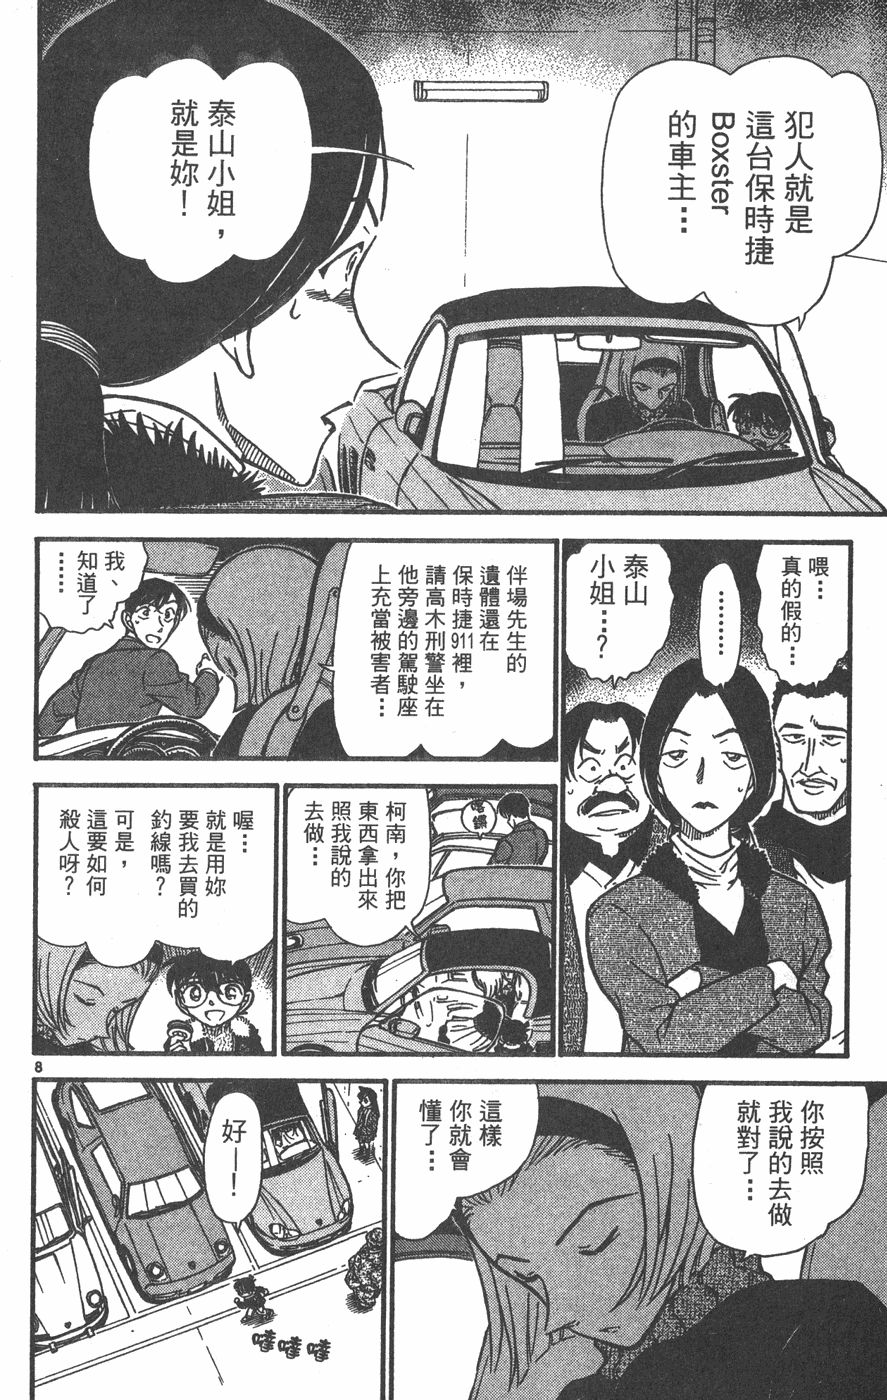 犯人就是
這台保時捷
Boxster
的車主…
泰山小姐，
就是妳！
喂…
真的假的…
………
泰山
小姐…？
伴場先生的
遺體還在
保時捷911裡，
請高木刑警坐在
他旁邊的駕駛座
上充當被害者…
我、
知道了
……
柯南，你把
東西拿出來
照我說的
去做…
喔…
就是用妳
要我去買的
釣線嗎？
可是，
這要如何
殺人呀？
8
你按照
我說的去做
就對了…
這樣
你就會
懂了…
好─！
噠噠噠